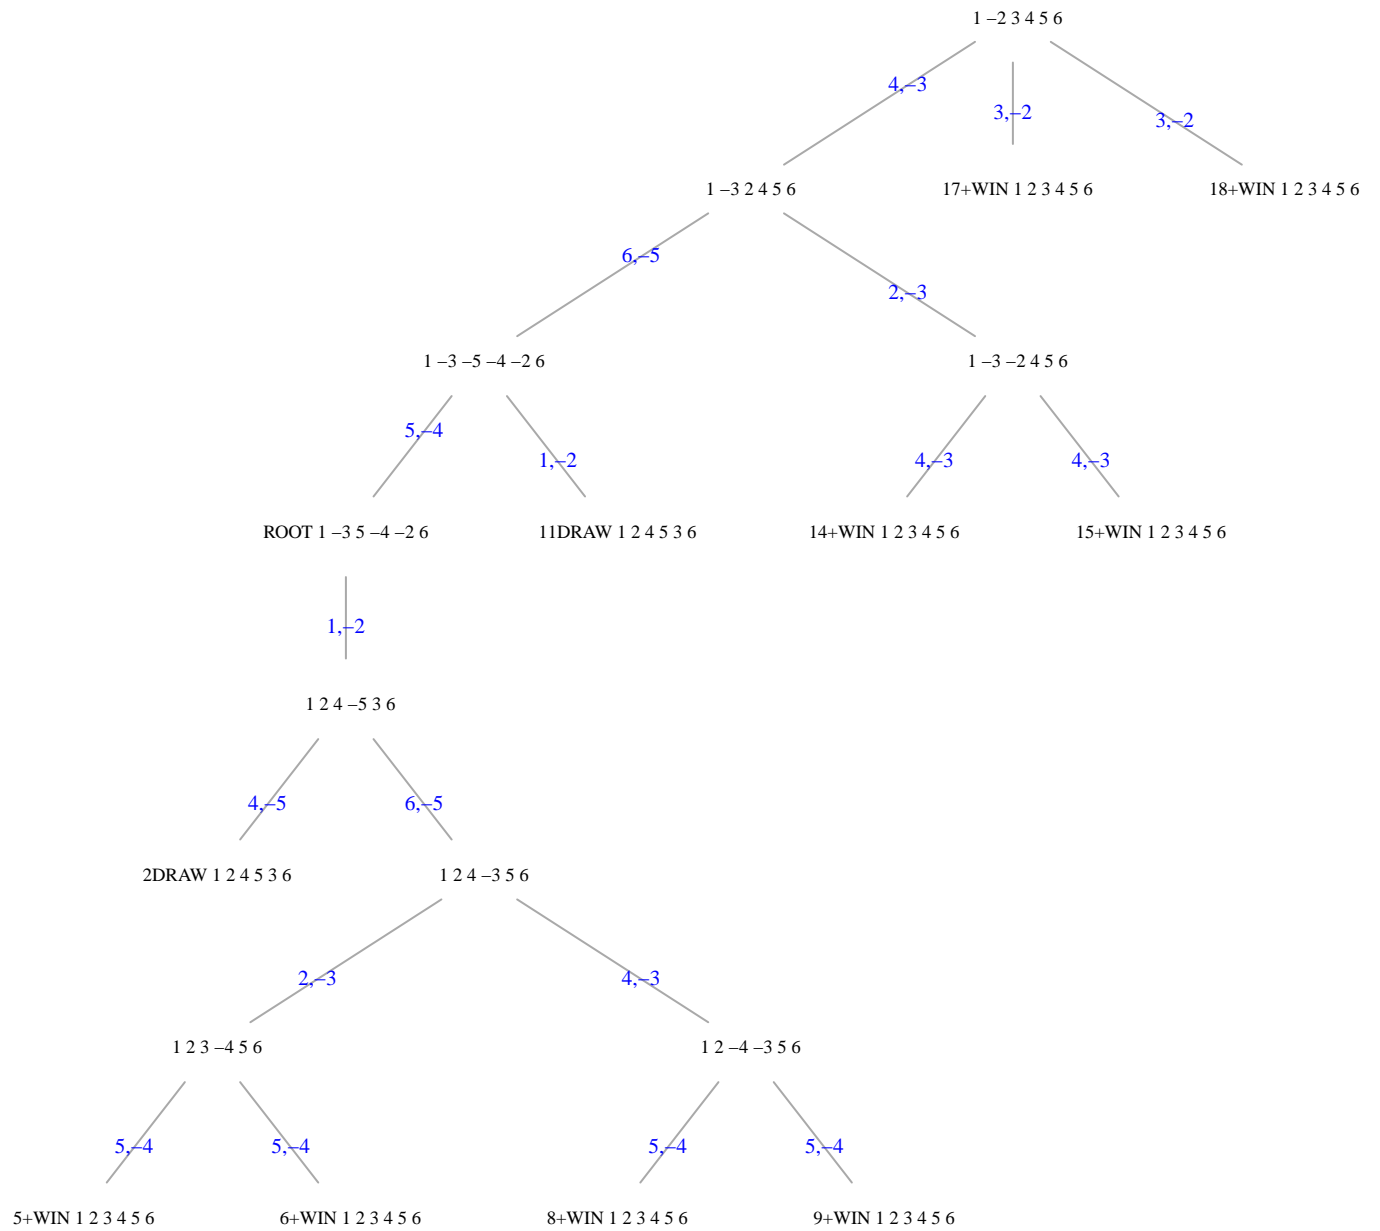 1 –2 3 4 5 6
4,–3
3,–2
3,–2
1 –3 2 4 5 6
17+WIN 1 2 3 4 5 6
18+WIN 1 2 3 4 5 6
6,–5
2,–3
1 –3 –5 –4 –2 6
1 –3 –2 4 5 6
5,–4
1,–2
4,–3
4,–3
ROOT 1 –3 5 –4 –2 6
11DRAW 1 2 4 5 3 6
14+WIN 1 2 3 4 5 6
15+WIN 1 2 3 4 5 6
1,–2
1 2 4 –5 3 6
4,–5
6,–5
2DRAW 1 2 4 5 3 6
1 2 4 –3 5 6
2,–3
4,–3
1 2 3 –4 5 6
1 2 –4 –3 5 6
5,–4
5,–4
5,–4
5,–4
5+WIN 1 2 3 4 5 6
6+WIN 1 2 3 4 5 6
8+WIN 1 2 3 4 5 6
9+WIN 1 2 3 4 5 6